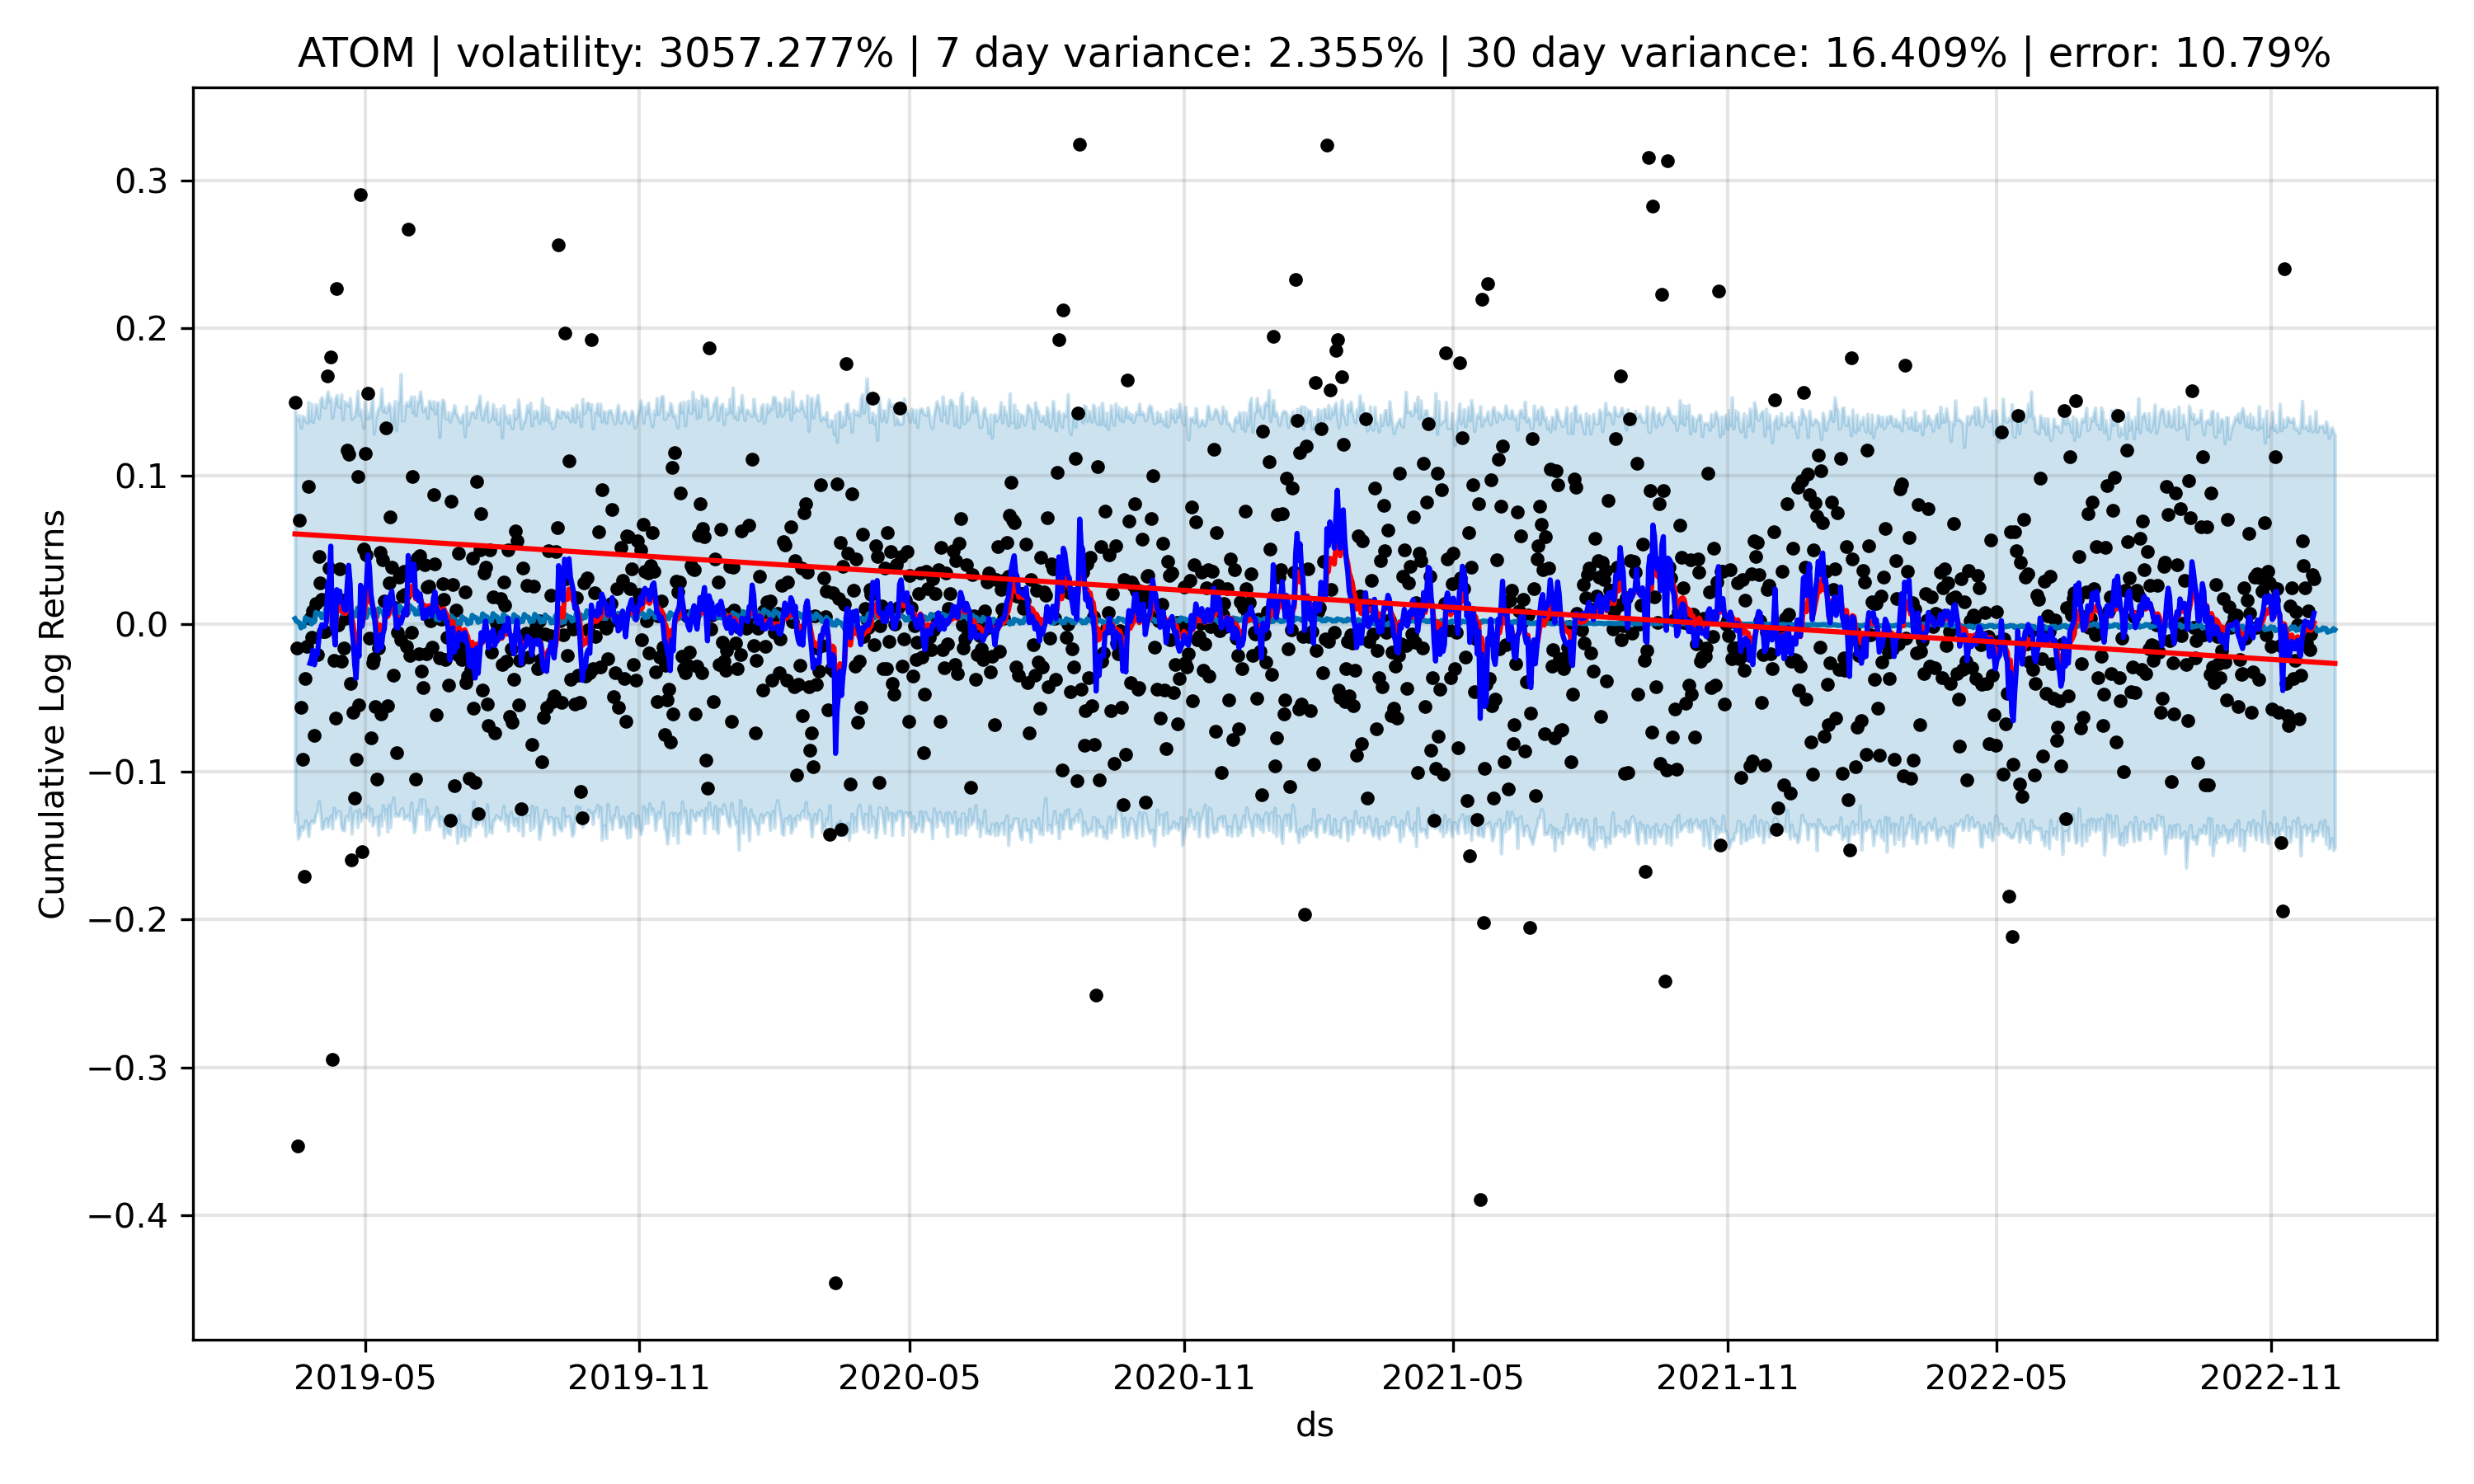 ATOM | volatility: 3057.277% | 7 day variance: 2.355% | 30 day variance: 16.409% | error: 10.79%
Cumulative Log Returns
0.3
0.2
0.1
0.0
−0.1
−0.2
−0.3
−0.4
2019-05 2019-11 2020-05 2020-11 2021-05 2021-11 2022-05 2022-11
ds